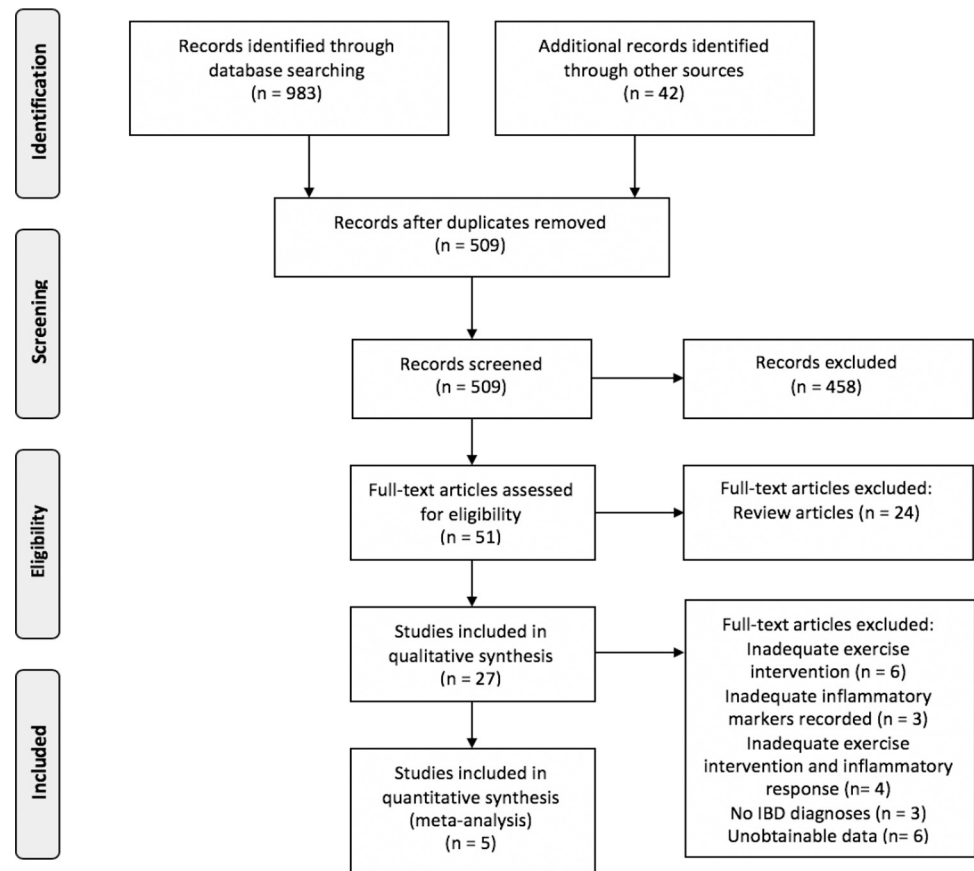 Identification
Records identified through
database searching
(n = 983)
Additional records identified
through other sources
(n = 42)
Records after duplicates removed
(n = 509)
Screening
Records screened
(n = 509)
Records excluded
(n = 458)
Eligibility
Full-text articles assessed
for eligibility
(n = 51)
Full-text articles excluded:
Review articles (n = 24)
Studies included in
qualitative synthesis
(n = 27)
Full-text articles excluded:
Inadequate exercise
intervention (n = 6)
Inadequate inflammatory
markers recorded (n = 3)
Inadequate exercise
intervention and inflammatory
response (n= 4)
No IBD diagnoses (n = 3)
Unobtainable data (n= 6)
Included
Studies included in
quantitative synthesis
(meta-analysis)
(n = 5)